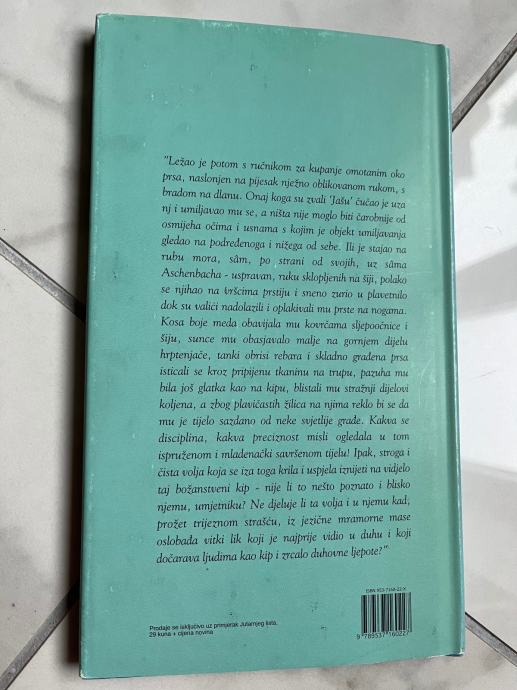 "Ležao je potom s ručnikom za kupanje omotanim oko
prsa, naslonjen na pijesak nježno oblikovanom rukom, s
bradom na dlanu. Onaj koga su zvali 'Jašu' čučao je uza
nj i umiljavao mu se, a ništa nije moglo biti čarobnije od
osmijeha očima i usnama s kojim je objekt umiljavanja
gledao na podređenoga i nižega od sebe. Ili je stajao na
rubu mora, sâm, po strani od svojih, uz sâma
Aschenbacha - uspravan, ruku sklopljenih na šiji, polako
se njihao na vršcima prstiju i sneno zurio u plavetnilo
dok su valići nadolazili i oplakivali mu prste na nogama.
Kosa boje meda obavijala mu kovrčama sljepoočnice i
šiju, sunce mu obasjavalo malje na gornjem dijelu
hrptenjače, tanki obrisi rebara i skladno građena prsa
isticali se kroz pripijenu tkaninu na trupu, pazuha mu
bila još glatka kao na kipu, blistali mu stražnji dijelovi
koljena, a zbog plavičastih žilica na njima reklo bi se da
mu je tijelo sazdano od neke svjetlije građe. Kakva se
disciplina, kakva preciznost misli ogledala u tom
ispruženom i mlađenački savršenom tijelu! Ipak, stroga i
čista volja koja se iza toga krila i uspjela iznijeti na vidjelo
taj božanstveni kip - nije li to nešto poznato i blisko
njemu, umjetniku? Ne djeluje li ta volja i u njemu kad,
prožet trijeznom strašću, iz jezične mramorne mase
oslobađa vitki lik koji je najprije vidio u duhu i koji
dočarava ljudima kao kip i zrcalo duhovne ljepote?"
ISBN 953-7160-22-X
9 789537 160227
Prodaje se isključivo uz primjerak Jutarnjeg lista,
29 kuna + cijena novina